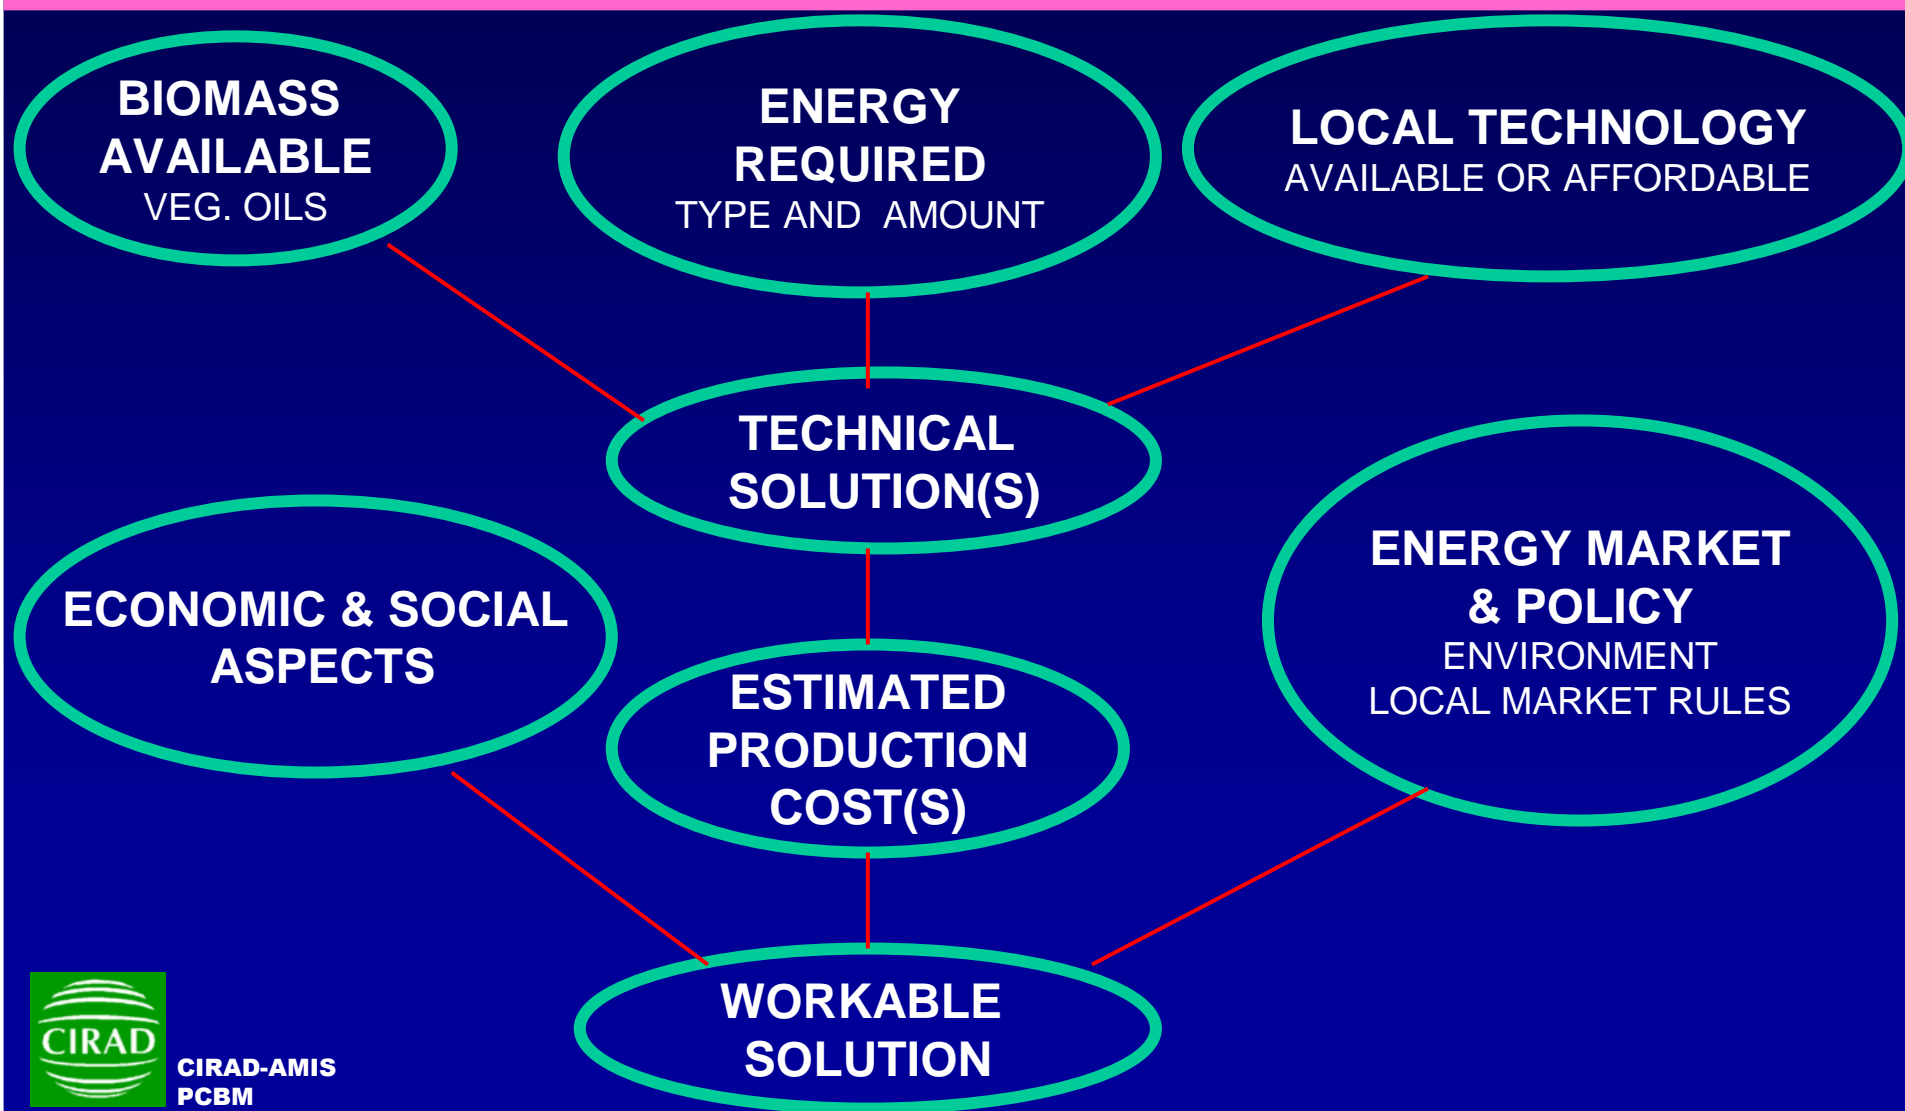 BIOMASS
AVAILABLE
VEG. OILS
ENERGY
REQUIRED
TYPE AND AMOUNT
LOCAL TECHNOLOGY
AVAILABLE OR AFFORDABLE
TECHNICAL
SOLUTION(S)
ECONOMIC & SOCIAL
ASPECTS
ESTIMATED
PRODUCTION
COST(S)
ENERGY MARKET
& POLICY
ENVIRONMENT
LOCAL MARKET RULES
WORKABLE
SOLUTION
CIRAD
CIRAD-AMIS
PCBM